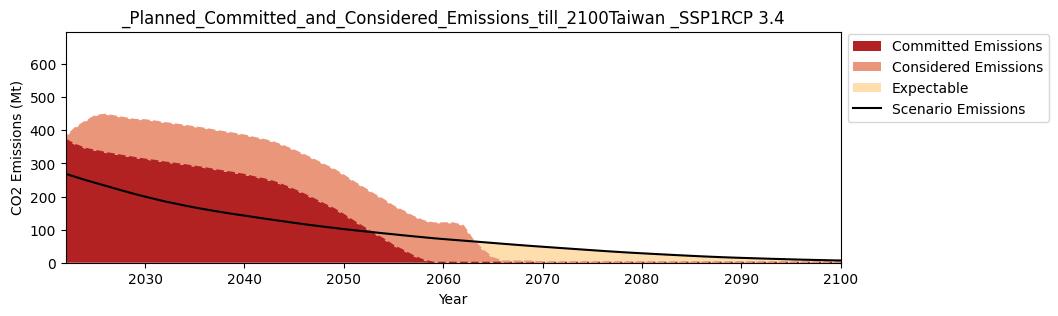 _Planned_Committed_and_Considered_Emissions_till_2100Taiwan _SSP1RCP 3.4
CO2 Emissions (Mt)
600
500
400
300
200
100
0
2030 2040 2050 2060 2070 2080 2090 2100
Year
Committed Emissions
Considered Emissions
Expectable
Scenario Emissions